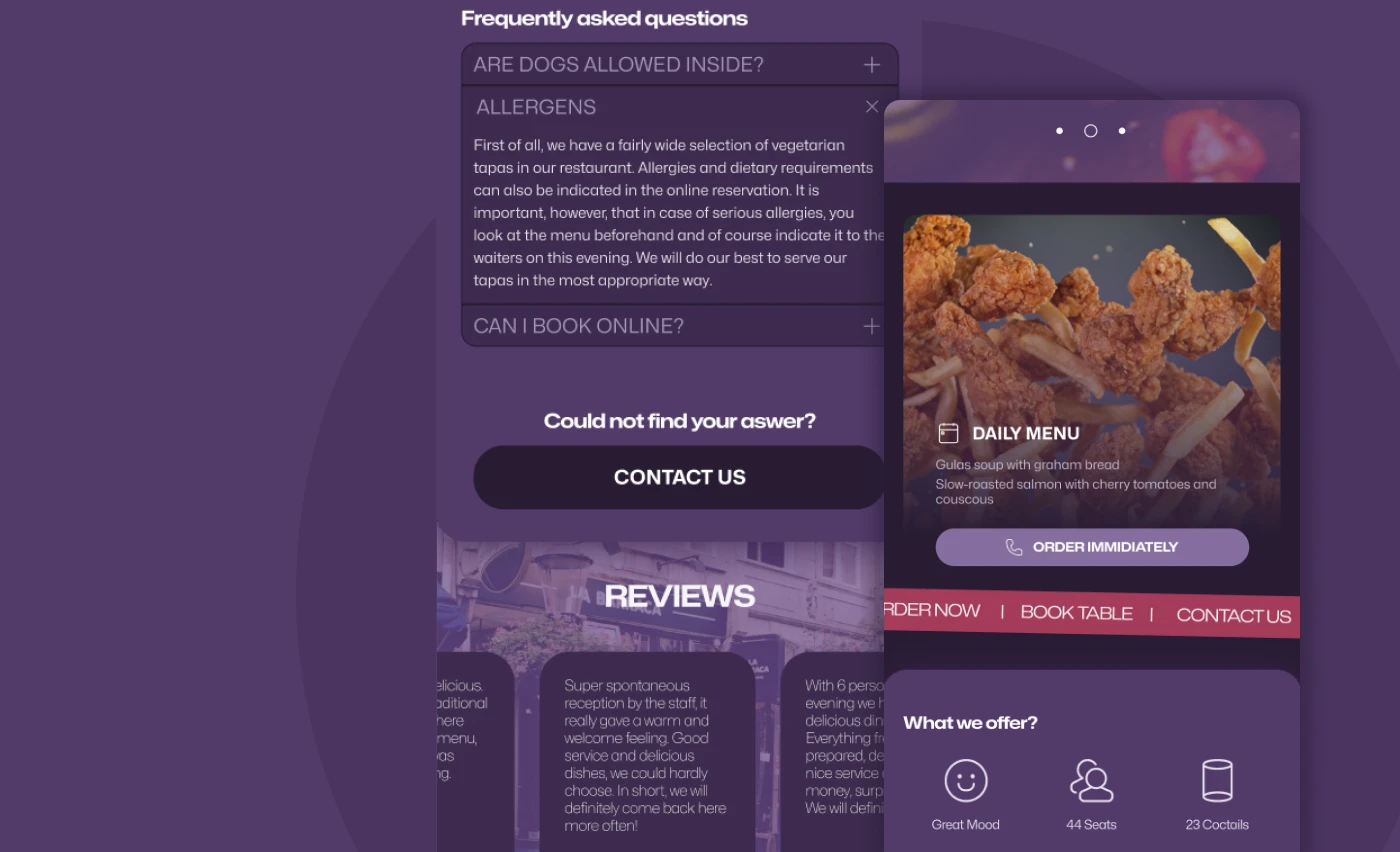 Frequently asked questions
ARE DOGS ALLOWED INSIDE?
ALLERGENS
First of all, we have a fairly wide selection of vegetarian
tapas in our restaurant. Allergies and dietary requirements
can also be indicated in the online reservation. It is
important, however, that in case of serious allergies, you
look at the menu beforehand and of course indicate it to the
waiters on this evening. We will do our best to serve our
tapas in the most appropriate way.
CAN I BOOK ONLINE?
Could not find your aswer?
CONTACT US
REVIEWS
elicious.
aditional
here
menu,
as
ng.
Super spontaneous
reception by the staff, it
really gave a warm and
welcome feeling. Good
service and delicious
dishes, we could hardly
choose. In short, we will
definitely come back here
more often!
With 6 perso
evening we h
delicious din
Everything fr
prepared, de
nice service
money, surp
We will defini
DAILY MENU
Gulas soup with graham bread
Slow-roasted salmon with cherry tomatoes and
couscous
ORDER IMMIDIATELY
RDER NOW | BOOK TABLE | CONTACT US
What we offer?
Great Mood
44 Seats
23 Coctails